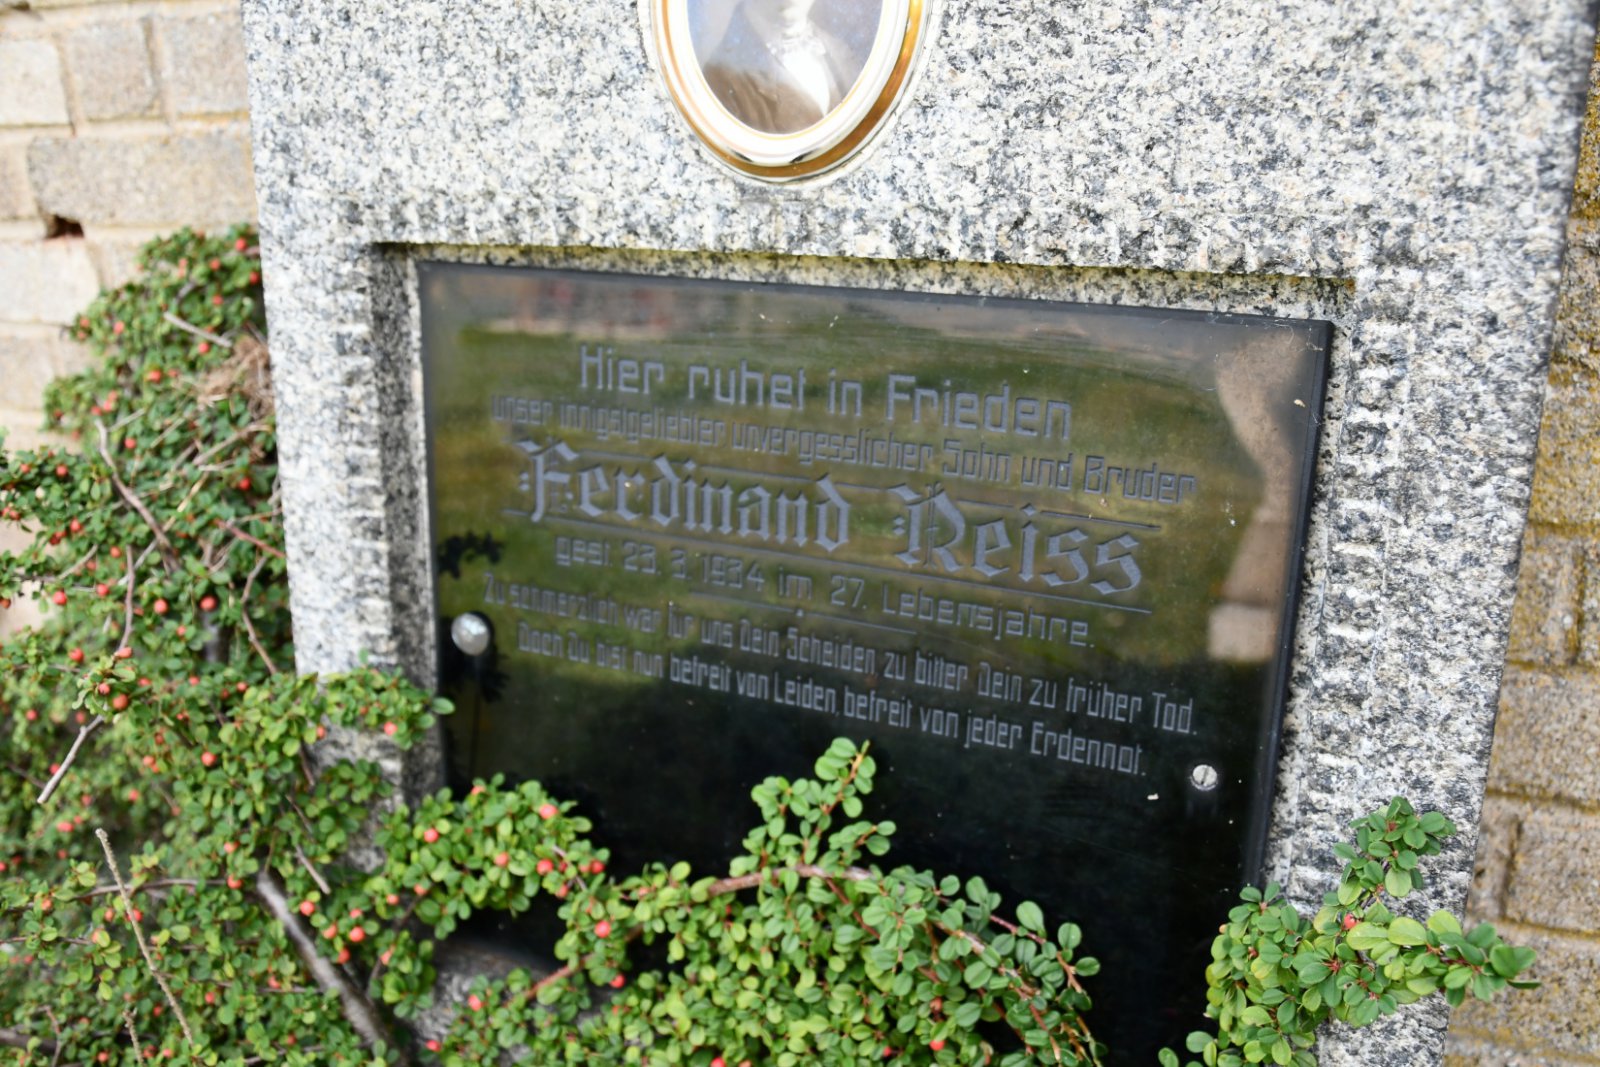 Hier ruhet in Frieden
unser innigstgeliebter unvergesslicher Sohn und Bruder
Ferdinand Reiss
gest. 23. 3. 1934 im 27. Lebensjahre.
Zu schmerzlich war für uns Dein Scheiden zu bitter Dein zu früher Tod.
Doch Du bist nun befreit von Leiden, befreit von jeder Erdennot.